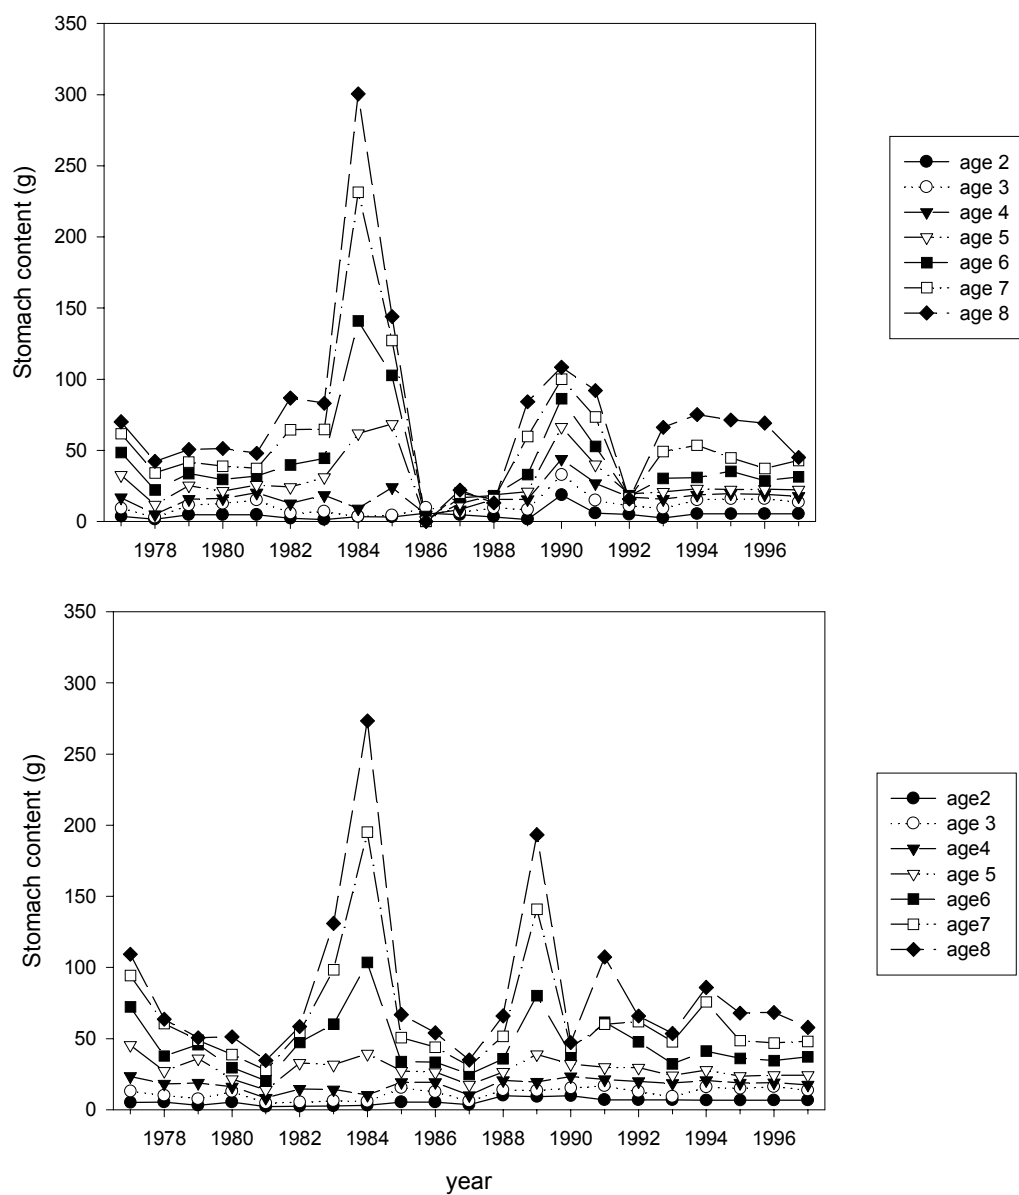 350
300
250
200
150
100
50
0
Stomach content (g)
1978 1980 1982 1984 1986 1988 1990 1992 1994 1996
age 2
age 3
age 4
age 5
age 6
age 7
age 8
350
300
250
200
150
100
50
0
Stomach content (g)
1978 1980 1982 1984 1986 1988 1990 1992 1994 1996
year
age2
age 3
age4
age 5
age6
age7
age8